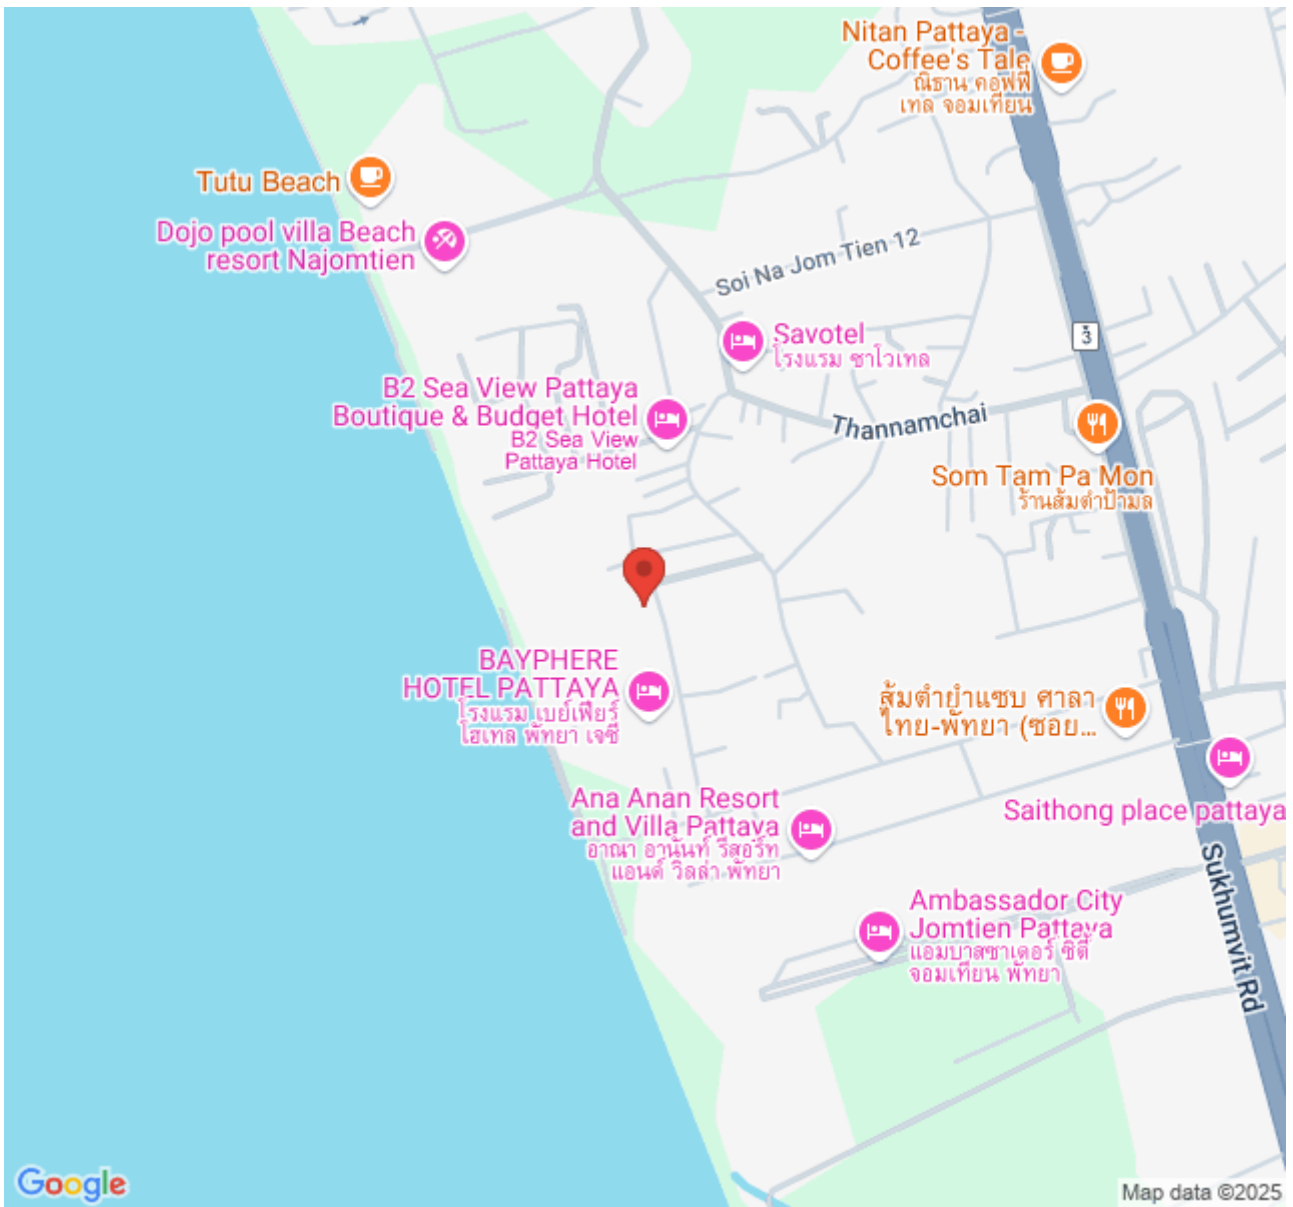 Nitan Pattaya -
Coffee's Tale
ณิธาน คอฟฟี่
เทล จอมเทียน
Tutu Beach
Dojo pool villa Beach
resort Najomtien
Soi Na Jom Tien 12
Savotel
โรงแรม ซาโวเทล
3
B2 Sea View Pattaya
Boutique & Budget Hotel
B2 Sea View
Pattaya Hotel
Thannamchai
Som Tam Pa Mon
ร้านส้มตำป้ามล
BAYPHERE
HOTEL PATTAYA
โรงแรม เบย์เฟียร์
โฮเทล พัทยา เจซี
ส้มตำยำแซบ ศาลา
ไทย-พัทยา (ซอย...
Saithong place pattaya
Ana Anan Resort
and Villa Pattaya
อาณา อานันท์ รีสอร์ท
แอนด์ วิลล่า พัทยา
Sukhumvit Rd
Ambassador City
Jomtien Pattaya
แอมบาสซาเดอร์ ซิตี้
จอมเทียน พัทยา
Google
Map data ©2025